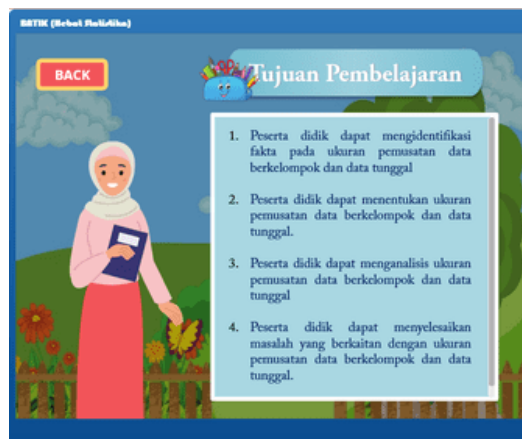 BATIK (Hebat Statistika)
BACK
Tujuan Pembelajaran
1. Peserta didik dapat mengidentifikasi
fakta pada ukuran pemusatan data
berkelompok dan data tunggal
2. Peserta didik dapat menentukan ukuran
pemusatan data berkelompok dan data
tunggal.
3. Peserta didik dapat menganalisis ukuran
pemusatan data berkelompok dan data
tunggal
4. Peserta didik dapat menyelesaikan
masalah yang berkaitan dengan ukuran
pemusatan data berkelompok dan data
tunggal.